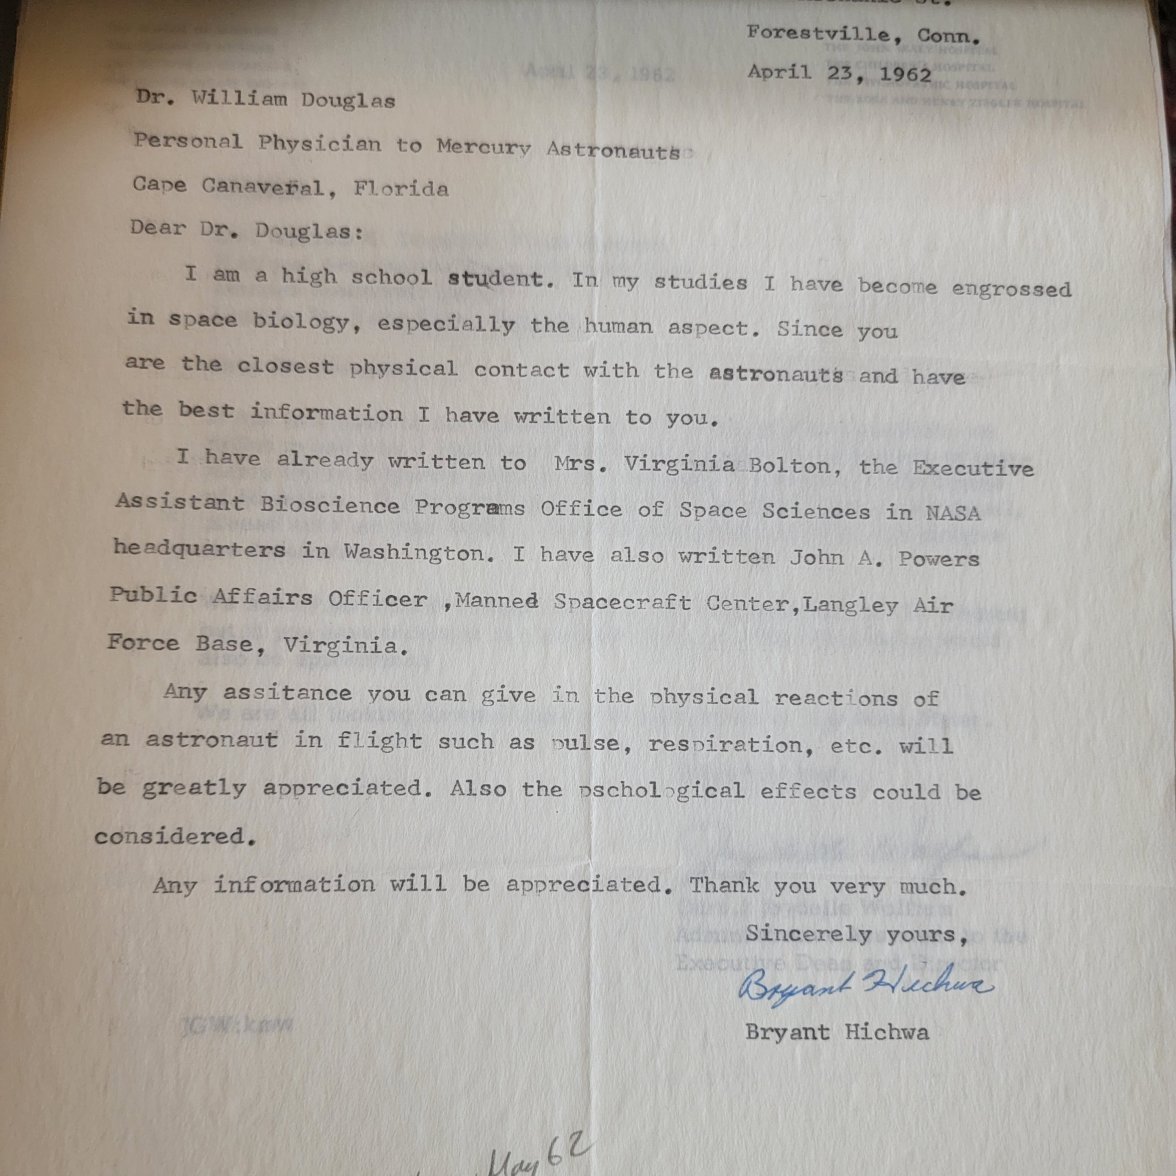 St.
Forestville, Conn.
April 23, 1962
Dr. William Douglas
Personal Physician to Mercury Astronauts
Cape Canaveral, Florida
Dear Dr. Douglas:
I am a high school student. In my studies I have become engrossed
in space biology, especially the human aspect. Since you
are the closest physical contact with the astronauts and have
the best information I have written to you.
I have already written to Mrs. Virginia Bolton, the Executive
Assistant Bioscience Programs Office of Space Sciences in NASA
headquarters in Washington. I have also written John A. Powers
Public Affairs Officer ,Manned Spacecraft Center,Langley Air
Force Base, Virginia.
Any assitance you can give in the physical reactions of
an astronaut in flight such as pulse, respiration, etc. will
be greatly appreciated. Also the pschological effects could be
considered.
Any information will be appreciated. Thank you very much.
Sincerely yours,
Bryant Hichwa
Bryant Hichwa
May 62